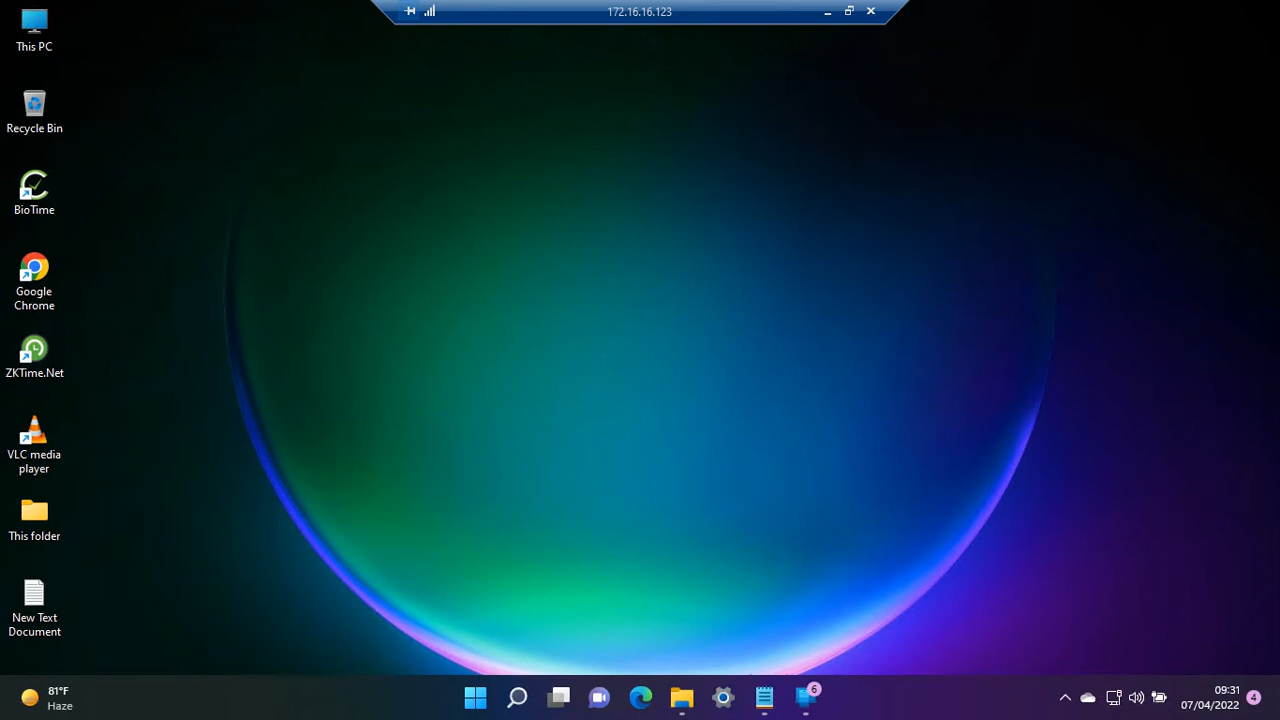 172.16.16.123
This PC
Recycle Bin
BioTime
Google
Chrome
ZKTime.Net
VLC media
player
This folder
New Text
Document
81°F
Haze
6
09:31
07/04/2022
4